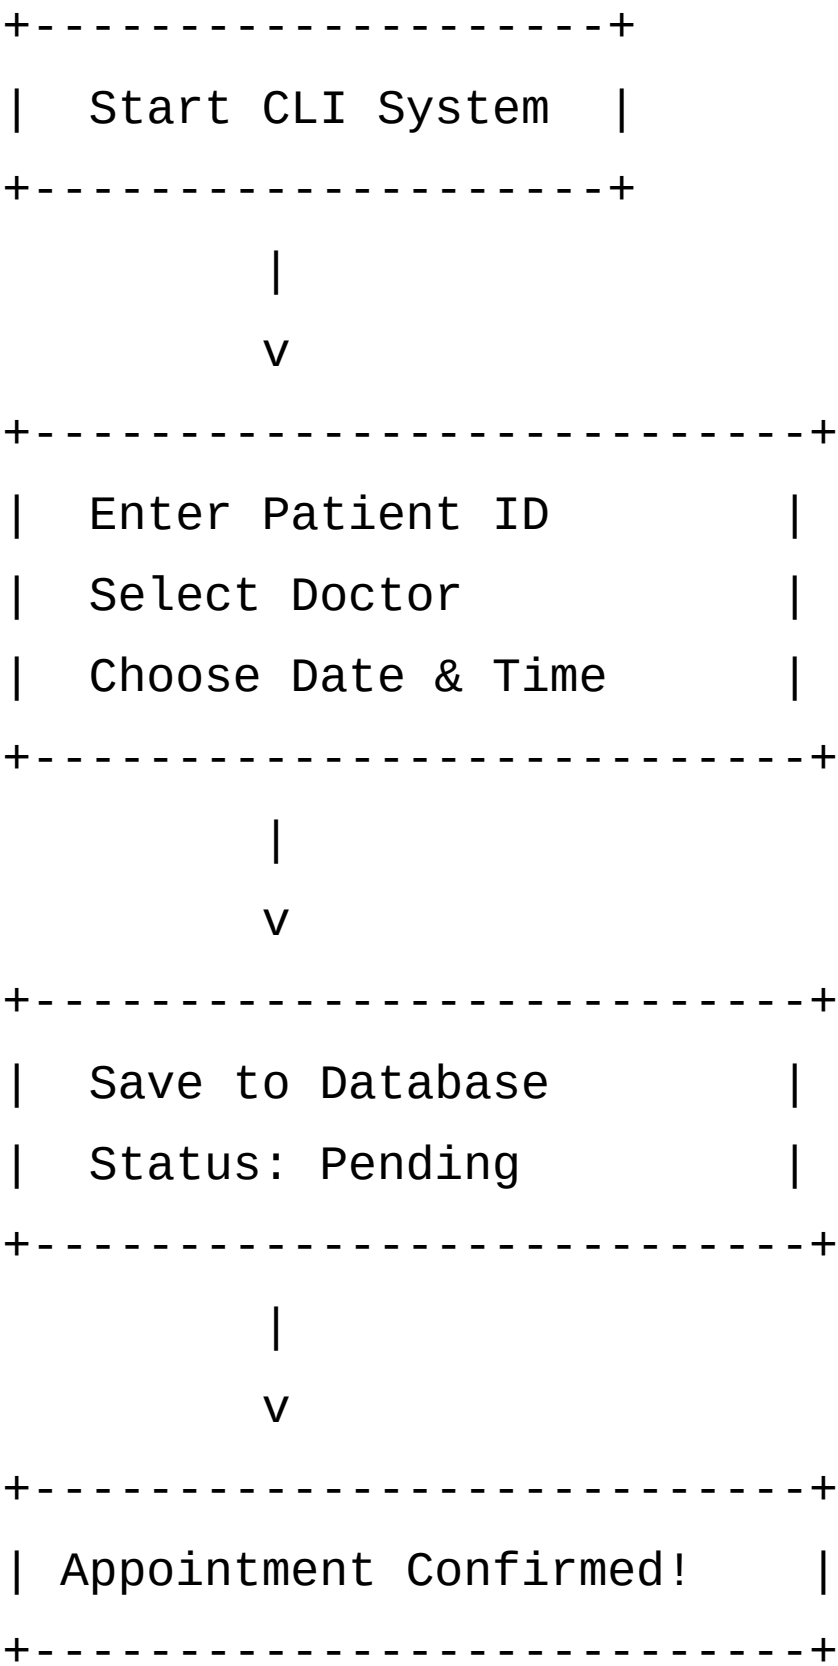 +--------------------+
|  Start CLI System  |
+--------------------+
         |
         v
+---------------------------+
|  Enter Patient ID        |
|  Select Doctor           |
|  Choose Date & Time      |
+---------------------------+
         |
         v
+---------------------------+
|  Save to Database        |
|  Status: Pending         |
+---------------------------+
         |
         v
+---------------------------+
| Appointment Confirmed!    |
+---------------------------+